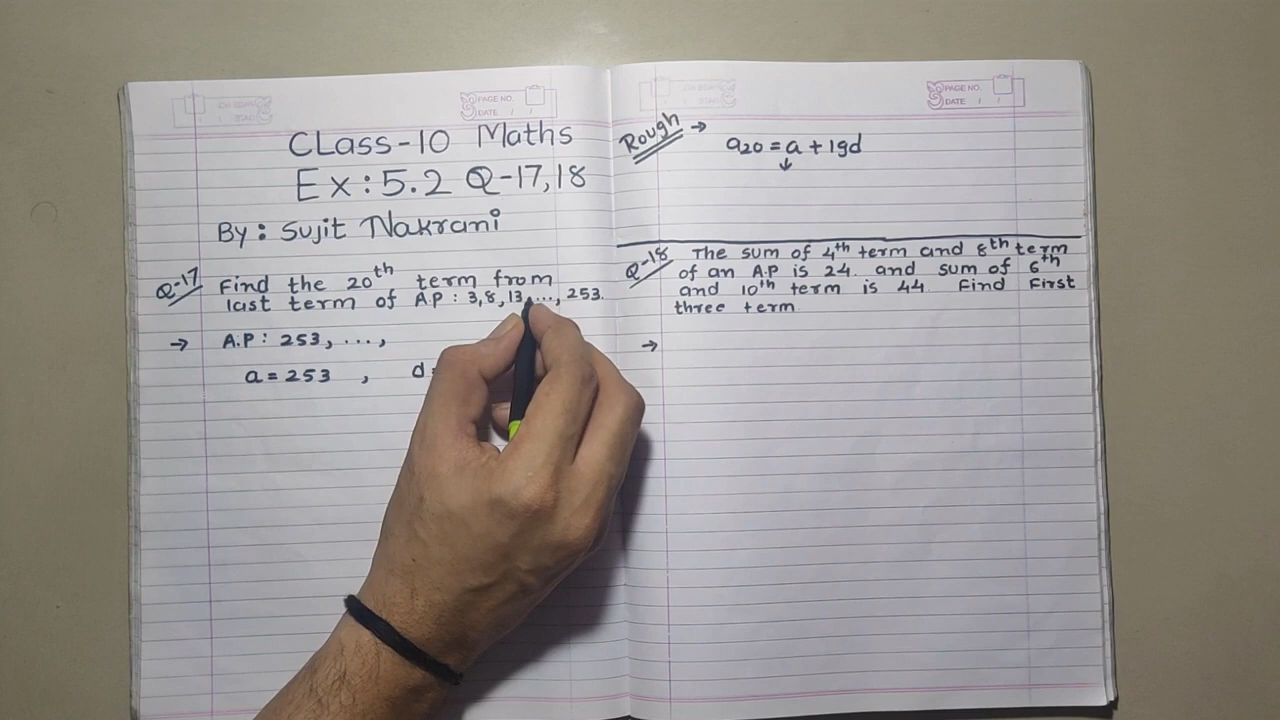 PAGE NO.
DATE / /
CLass-10 Maths
Ex:5.2 Q-17,18
By: Sujit Nakrani
Q-17 Find the 20th term from
last term of A.P : 3,8,13,..., 253.
→ A.P: 253, ...,
a = 253 , d=
PAGE NO.
DATE / /
Rough → a20 = a + 19d
↓
Q-18 The sum of 4th term and 8th term
of an A.P is 24. and sum of 6th
and 10th term is 44. Find First
three term
→